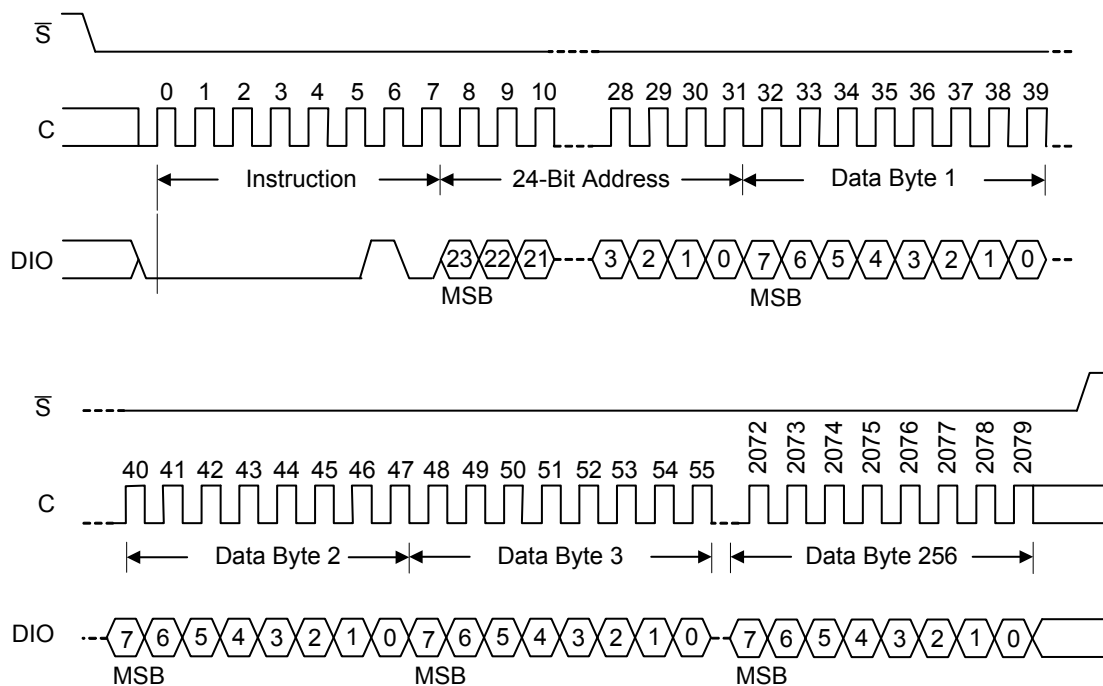 S
0 1 2 3 4 5 6 7 8 9 10 28 29 30 31 32 33 34 35 36 37 38 39
C
Instruction 24-Bit Address Data Byte 1
DIO 23 22 21 3 2 1 0 7 6 5 4 3 2 1 0
MSB MSB
S
2072 2073 2074 2075 2076 2077 2078 2079
40 41 42 43 44 45 46 47 48 49 50 51 52 53 54 55
C
Data Byte 2 Data Byte 3 Data Byte 256
DIO 7 6 5 4 3 2 1 0 7 6 5 4 3 2 1 0 7 6 5 4 3 2 1 0
MSB MSB MSB